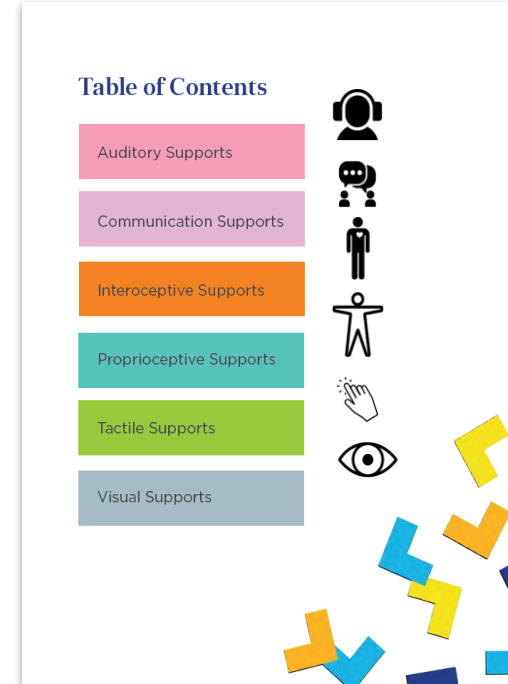 Table of Contents
Auditory Supports
Communication Supports
Interoceptive Supports
Proprioceptive Supports
Tactile Supports
Visual Supports